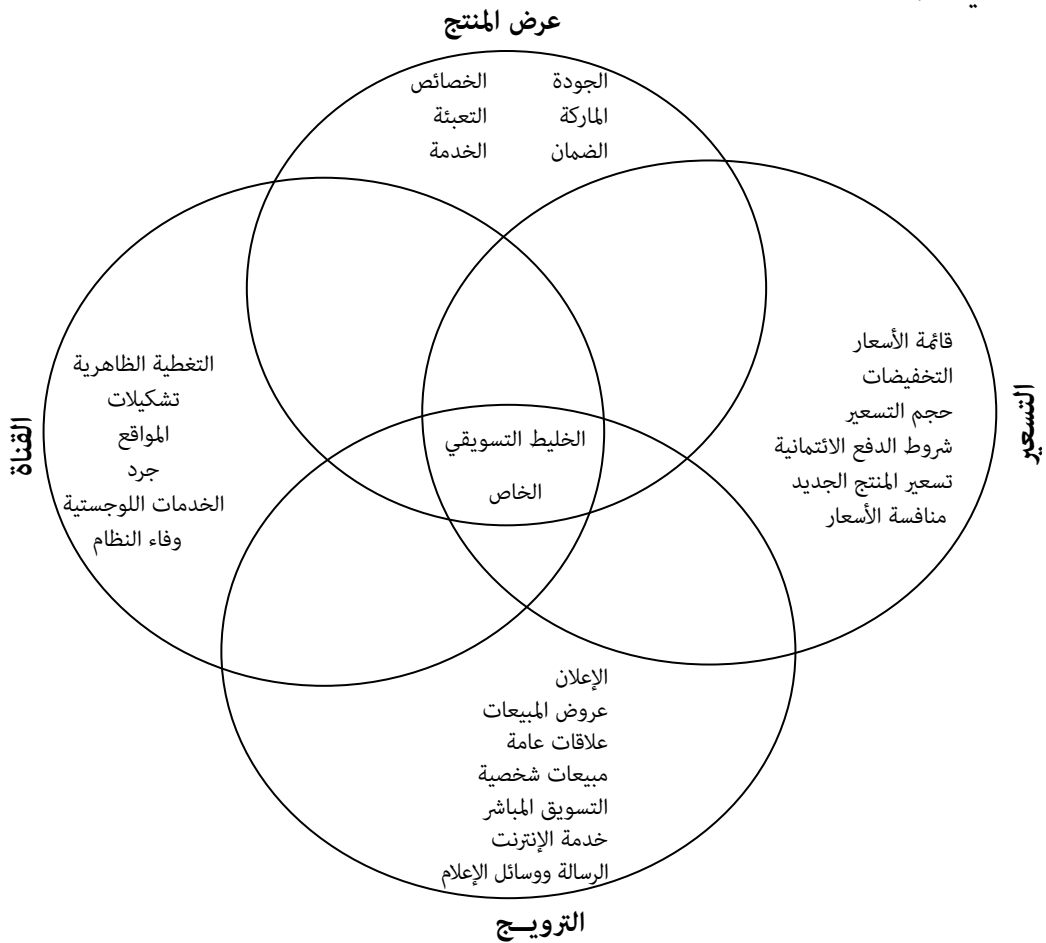 عرض المنتج
الجودة الخصائص
الماركة التعبئة
الضمان الخدمة
التسعير
قائمة الأسعار
التخفيضات
حجم التسعير
شروط الدفع الائتمانية
تسعير المنتج الجديد
منافسة الأسعار
الخليط التسويقي
الخاص
القناة
التغطية الظاهرية
تشكيلات
المواقع
جرد
الخدمات اللوجستية
وفاء النظام
الإعلان
عروض المبيعات
علاقات عامة
مبيعات شخصية
التسويق المباشر
خدمة الإنترنت
الرسالة ووسائل الإعلام
الترويــج